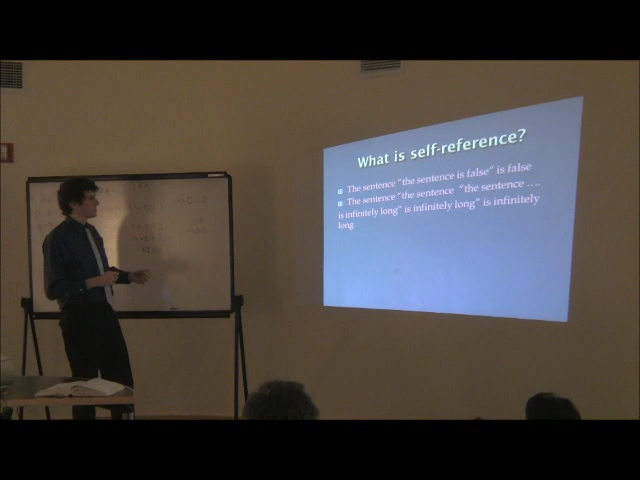 What is self-reference?
The sentence "the sentence is false" is false
The sentence "the sentence "the sentence ....
is infinitely long" is infinitely long" is infinitely
long.